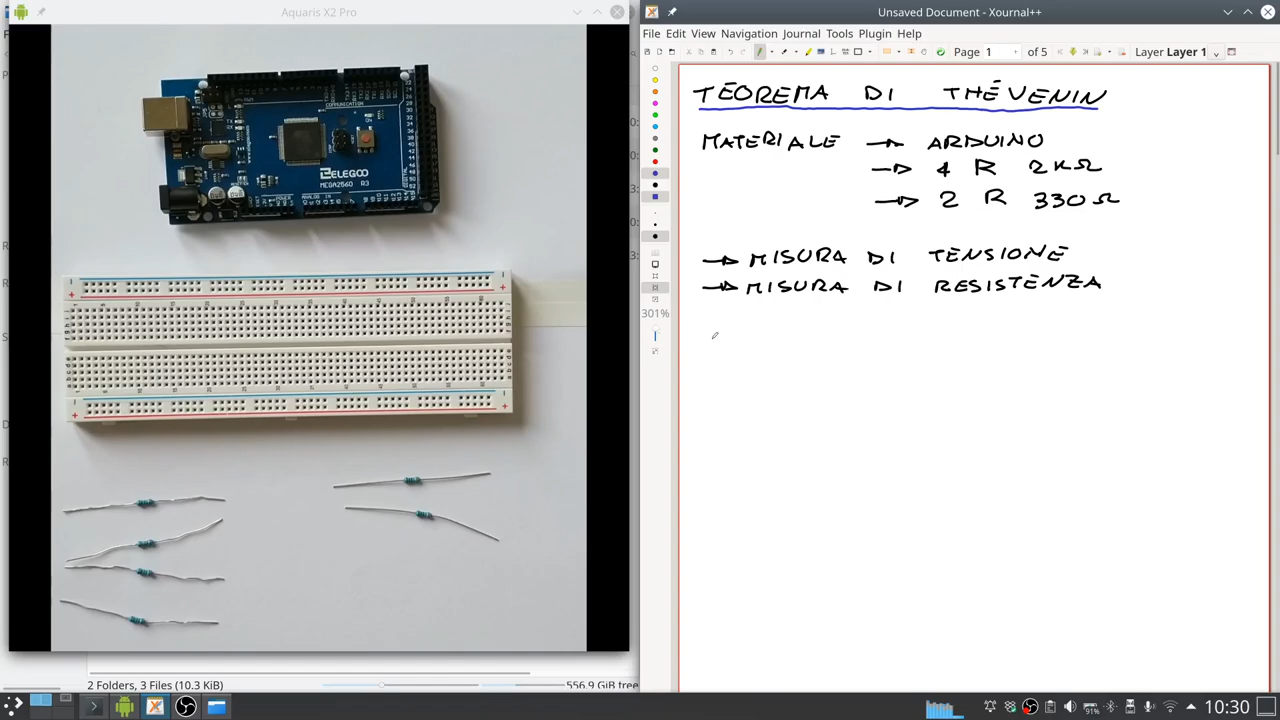 Aquaris X2 Pro
COMMUNICATION
ELEGOO
MEGA2560 R3
2 Folders, 3 Files (10.3 KiB)
556.9 GiB free
Unsaved Document - Xournal++
File Edit View Navigation Journal Tools Plugin Help
Page 1 of 5 Layer Layer 1
301%
TEOREMA DI THÉVENIN
MATERIALE → ARDUINO
→ 4 R 2KΩ
→ 2 R 330Ω
→ MISURA DI TENSIONE
→ MISURA DI RESISTENZA
91%
10:30